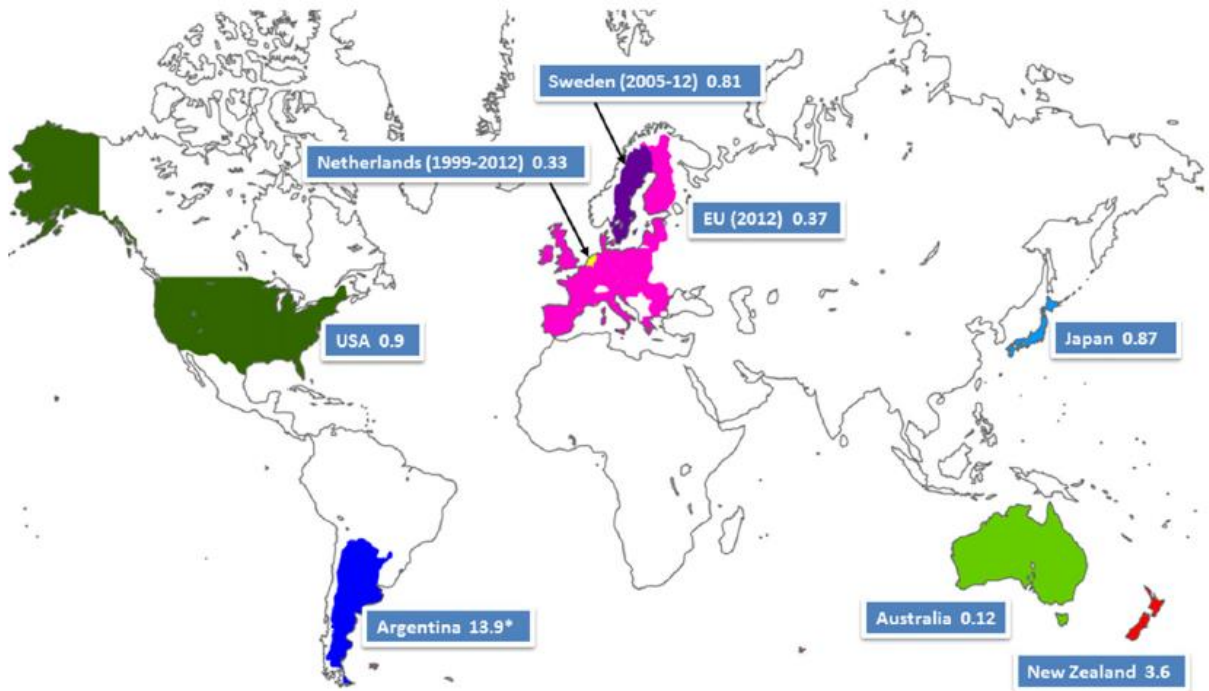 Sweden (2005-12) 0.81
Netherlands (1999-2012) 0.33
EU (2012) 0.37
USA 0.9
Japan 0.87
Argentina 13.9*
Australia 0.12
New Zealand 3.6